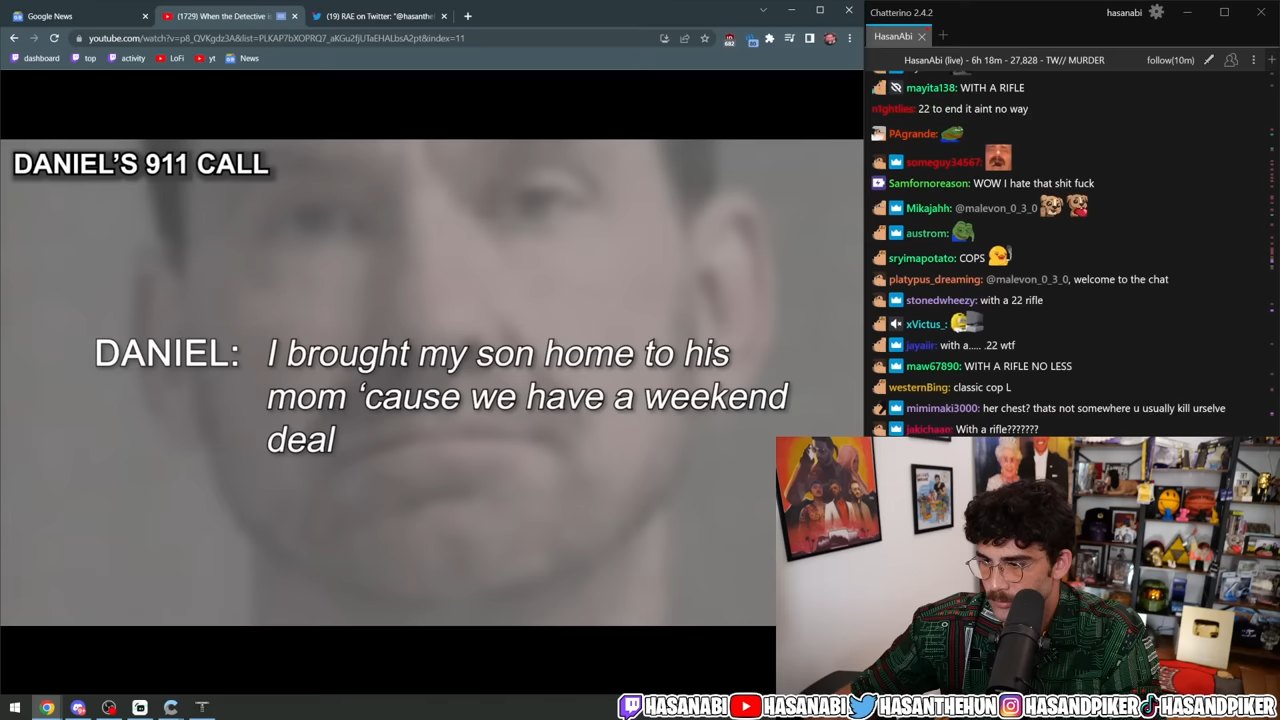 Google News
(1729) When the Detective i
(19) RAE on Twitter: "@hasanthe
youtube.com/watch?v=p8_QVKgdz3A&list=PLKAP7bXOPRQ7_aKGu2fjUTaEHALbsA2pt&index=11
dashboard
top
activity
LoFi
yt
News
DANIEL'S 911 CALL
DANIEL: I brought my son home to his
mom 'cause we have a weekend
deal
Chatterino 2.4.2
hasanabi
HasanAbi
HasanAbi (live) - 6h 18m - 27,828 - TW// MURDER
follow(10m)
mayita138: WITH A RIFLE
n1ghtlies: 22 to end it aint no way
PAgrande:
someguy34567:
Samfornoreason: WOW I hate that shit fuck
Mikajahh: @malevon_0_3_0
austrom:
sryimapotato: COPS
platypus_dreaming: @malevon_0_3_0, welcome to the chat
stonedwheezy: with a 22 rifle
xVictus_:
jayaiir: with a..... .22 wtf
maw67890: WITH A RIFLE NO LESS
westernBing: classic cop L
mimimaki3000: her chest? thats not somewhere u usually kill urselve
jakichaan: With a rifle???????
HASANABI
HASANABI
HASANTHEHUN
HASANDPIKER
HASANDPIKER